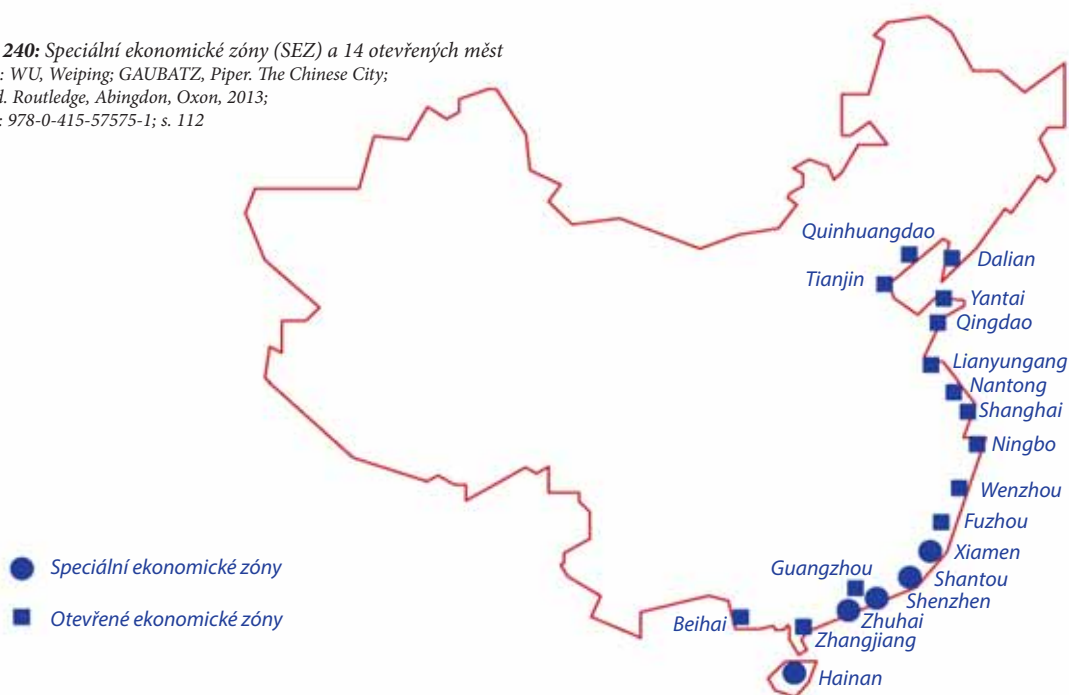 240: Speciální ekonomické zóny (SEZ) a 14 otevřených měst
: WU, Weiping; GAUBATZ, Piper. The Chinese City;
. Routledge, Abingdon, Oxon, 2013;
: 978-0-415-57575-1; s. 112
Quinhuangdao
Dalian
Tianjin
Yantai
Qingdao
Lianyungang
Nantong
Shanghai
Ningbo
Wenzhou
Fuzhou
Xiamen
Speciální ekonomické zóny
Guangzhou
Shantou
Shenzhen
Otevřené ekonomické zóny
Beihai
Zhuhai
Zhangjiang
Hainan